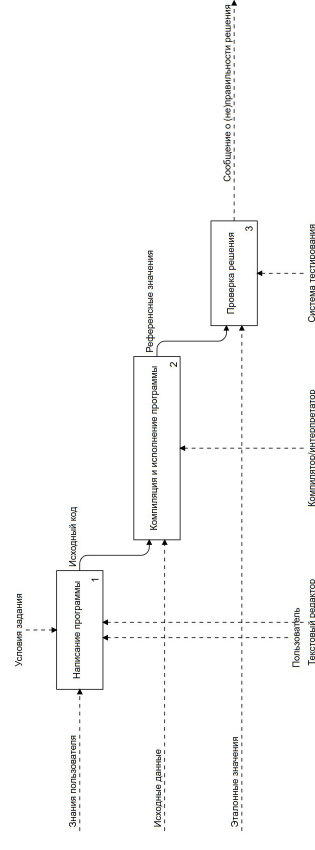 Условия задания
Знания пользователя
Написание программы
1
Исходный код
Исходные данные
Компиляция и исполнение программы
2
Референсные значения
Эталонные значения
Проверка решения
3
Сообщение о (не)правильности решения
Пользователь
Текстовый редактор
Компилятор/интерпретатор
Система тестирования